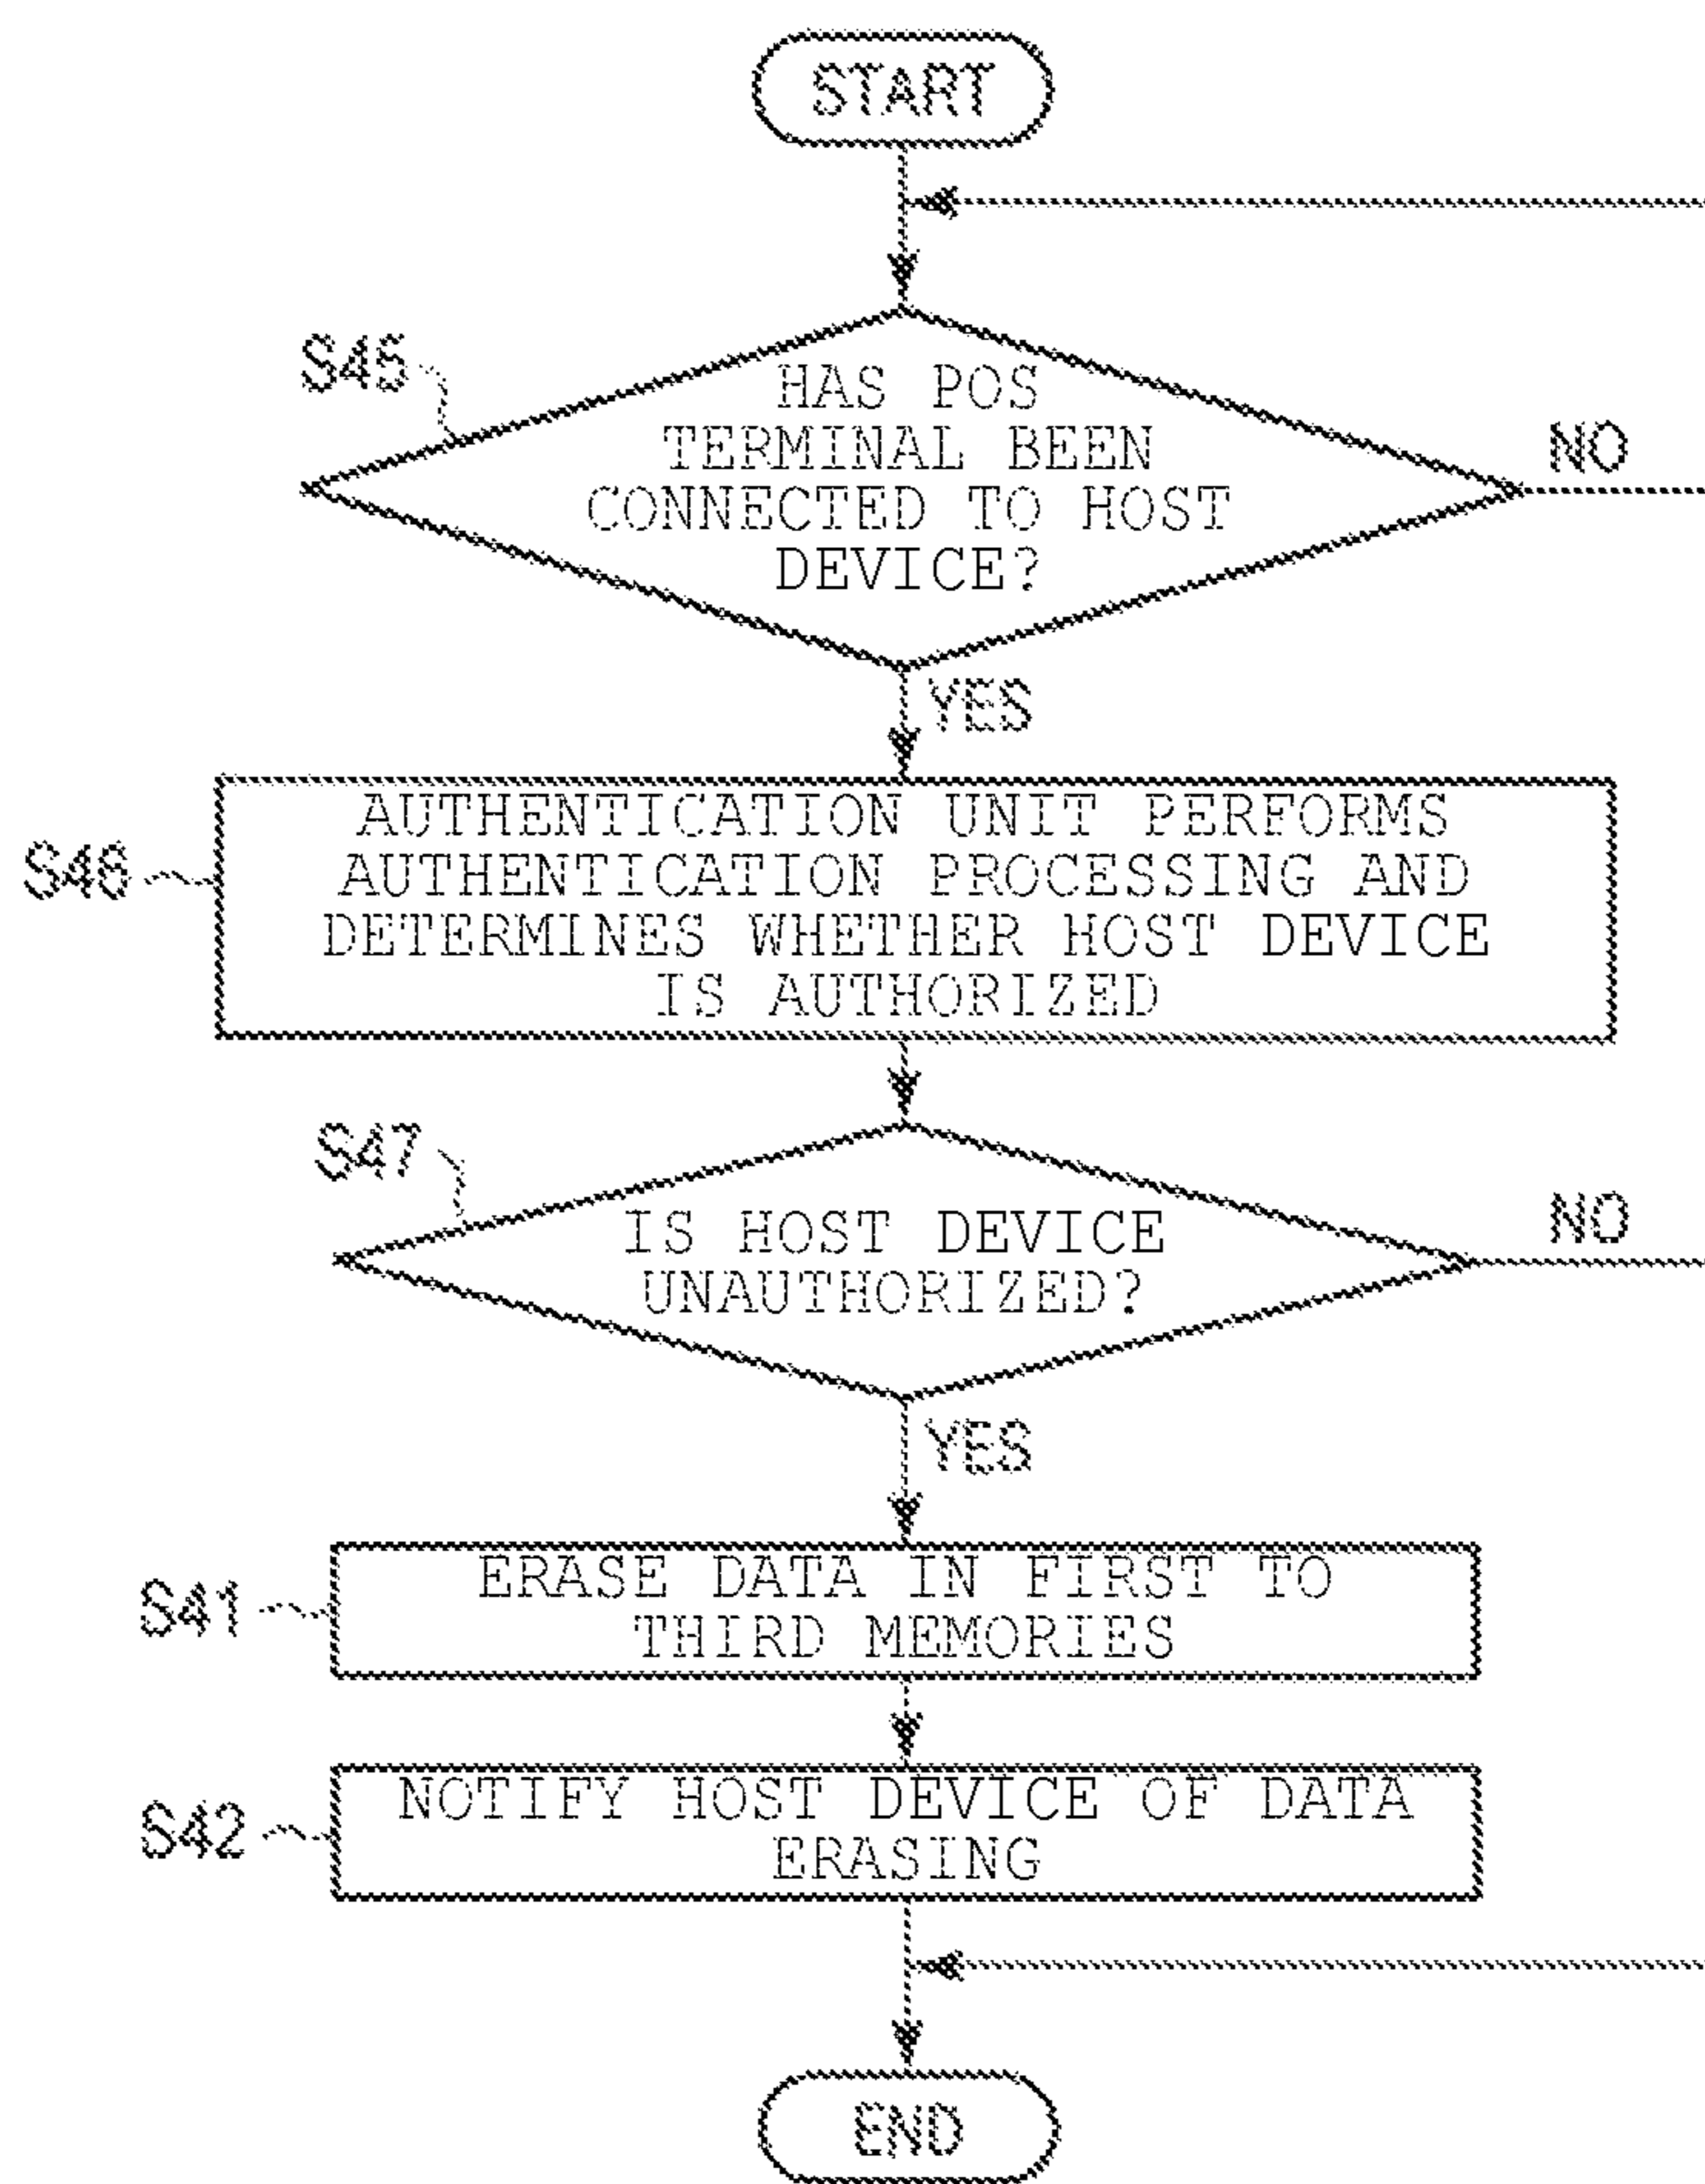 START
S45
HAS POS
TERMINAL BEEN
CONNECTED TO HOST
DEVICE?
NO
YES
S46
AUTHENTICATION UNIT PERFORMS
AUTHENTICATION PROCESSING AND
DETERMINES WHETHER HOST DEVICE
IS AUTHORIZED
S47
IS HOST DEVICE
UNAUTHORIZED?
NO
YES
S41
ERASE DATA IN FIRST TO
THIRD MEMORIES
S42
NOTIFY HOST DEVICE OF DATA
ERASING
END